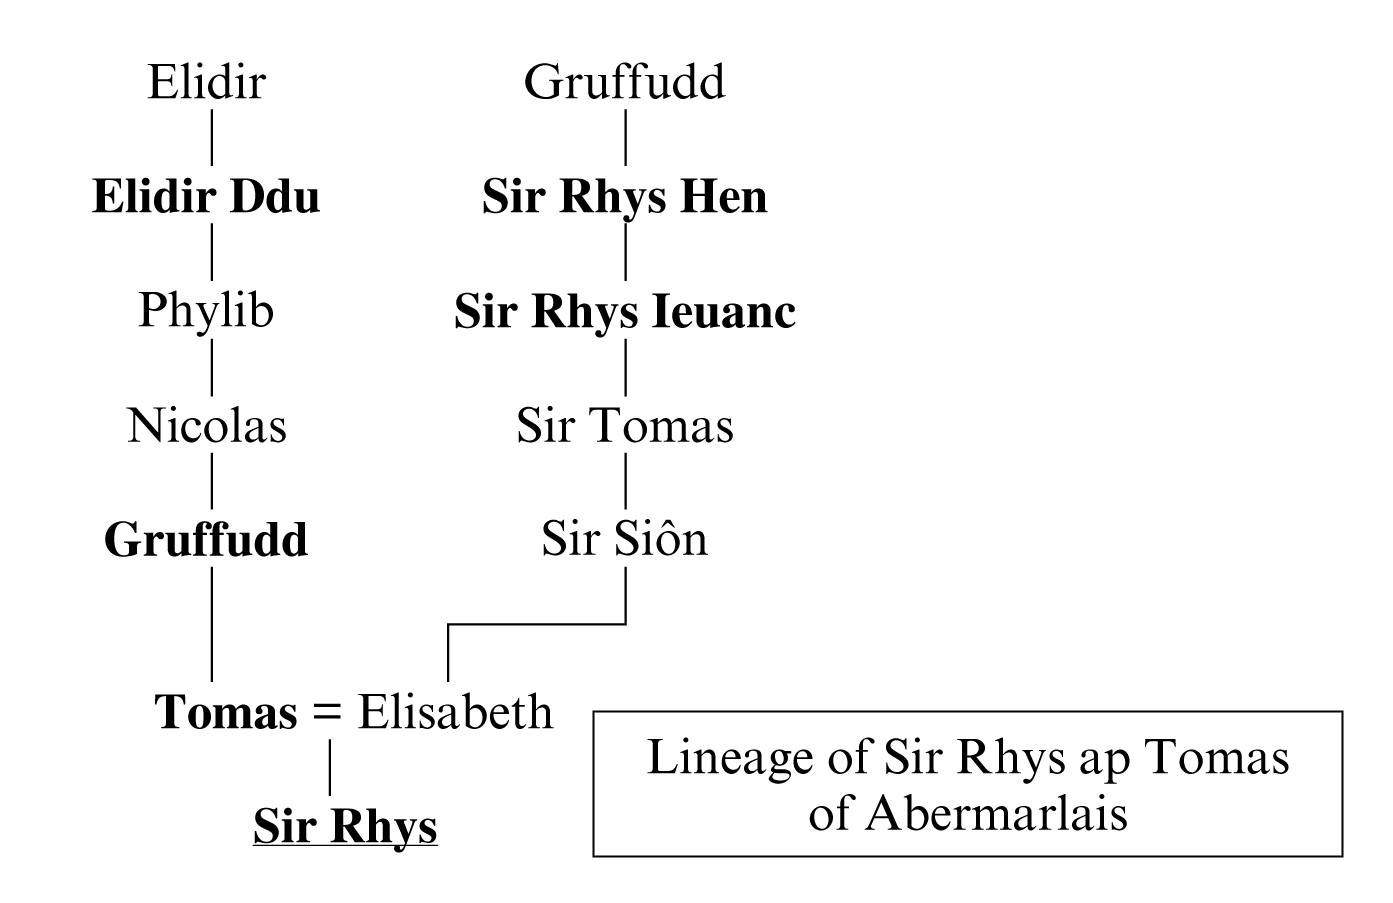 Elidir
Gruffudd
Elidir Ddu
Sir Rhys Hen
Phylib
Sir Rhys Ieuanc
Nicolas
Sir Tomas
Gruffudd
Sir Siôn
Tomas = Elisabeth
Sir Rhys
Lineage of Sir Rhys ap Tomas
of Abermarlais